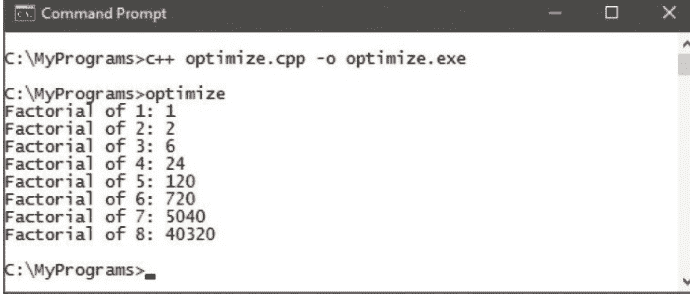 Command Prompt
C:\MyPrograms>c++ optimize.cpp -o optimize.exe
C:\MyPrograms>optimize
Factorial of 1: 1
Factorial of 2: 2
Factorial of 3: 6
Factorial of 4: 24
Factorial of 5: 120
Factorial of 6: 720
Factorial of 7: 5040
Factorial of 8: 40320
C:\MyPrograms>_